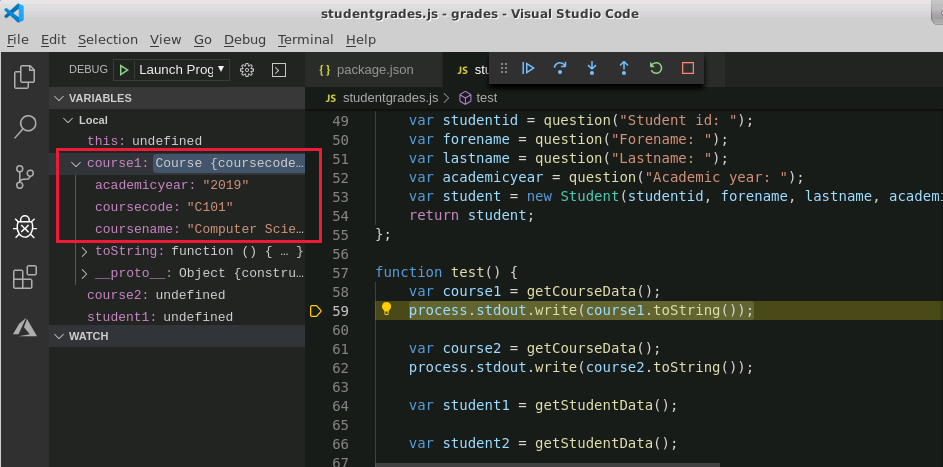 studentgrades.js - grades - Visual Studio Code
File Edit Selection View Go Debug Terminal Help
DEBUG Launch Prog
{} package.json JS
VARIABLES
JS studentgrades.js > test
Local
this: undefined
course1: Course {coursecode…
academicyear: "2019"
coursecode: "C101"
coursename: "Computer Scie…
toString: function () { … }
__proto__: Object {constru…
course2: undefined
student1: undefined
WATCH
49 var studentid = question("Student id: ");
50 var forename = question("Forename: ");
51 var lastname = question("Lastname: ");
52 var academicyear = question("Academic year: ");
53 var student = new Student(studentid, forename, lastname, academi
54 return student;
55 };
56
57 function test() {
58 var course1 = getCourseData();
59 process.stdout.write(course1.toString());
60
61 var course2 = getCourseData();
62 process.stdout.write(course2.toString());
63
64 var student1 = getStudentData();
65
66 var student2 = getStudentData();
67